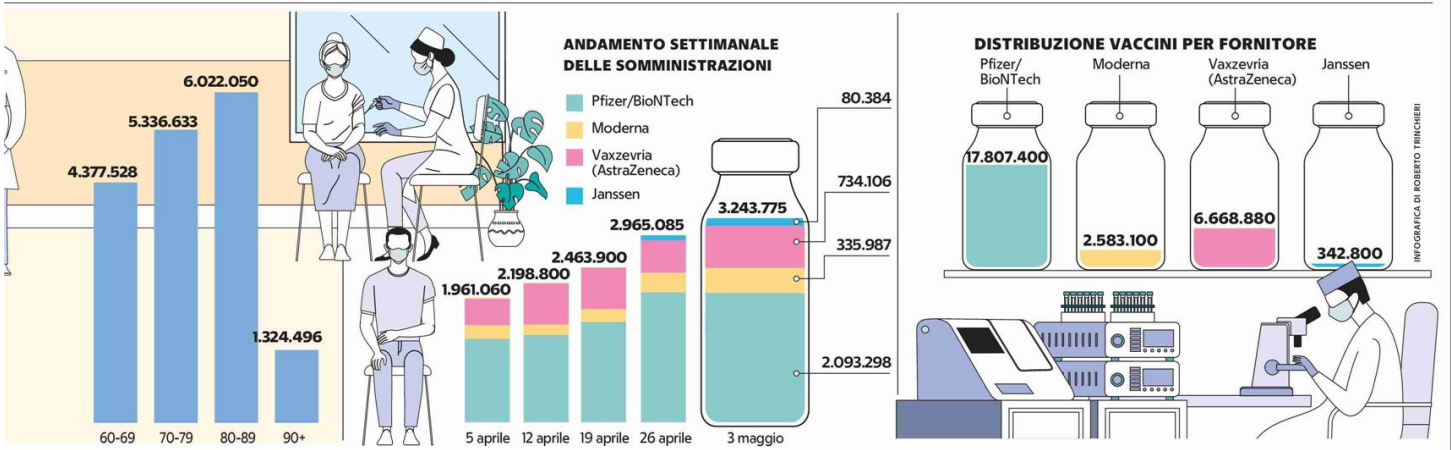 4.377.528
5.336.633
6.022.050
1.324.496
60-69
70-79
80-89
90+
ANDAMENTO SETTIMANALE
DELLE SOMMINISTRAZIONI
Pfizer/BioNTech
Moderna
Vaxzevria
(AstraZeneca)
Janssen
1.961.060
2.198.800
2.463.900
2.965.085
3.243.775
80.384
734.106
335.987
2.093.298
5 aprile
12 aprile
19 aprile
26 aprile
3 maggio
DISTRIBUZIONE VACCINI PER FORNITORE
Pfizer/
BioNTech
Moderna
Vaxzevria
(AstraZeneca)
Janssen
17.807.400
2.583.100
6.668.880
342.800
INFOGRAFICA DI ROBERTO TRINCHIERI